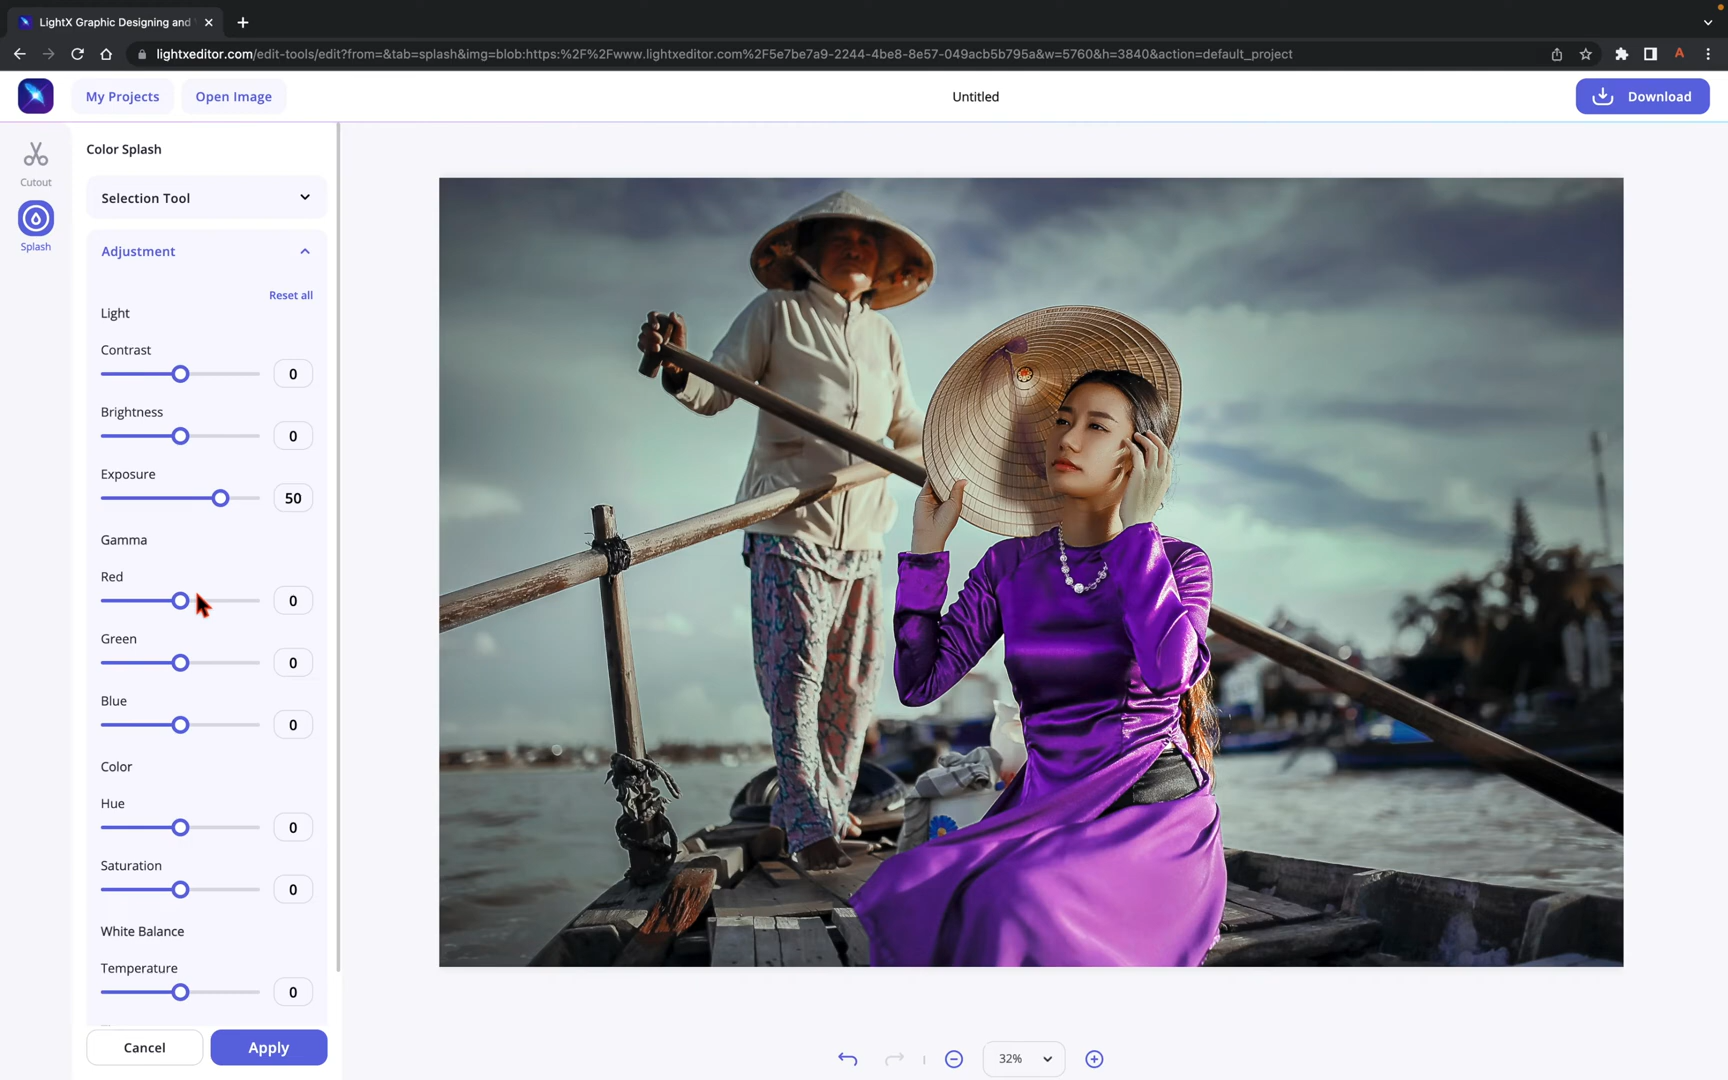 LightX Graphic Designing and
lightxeditor.com/edit-tools/edit?from=&tab=splash&img=blob:https:%2F%2Fwww.lightxeditor.com%2F5e7be7a9-2244-4be8-8e57-049acb5b795a&w=5760&h=3840&action=default_project
A
My Projects
Open Image
Untitled
Download
Cutout
Splash
Color Splash
Selection Tool
Adjustment
Reset all
Light
Contrast
0
Brightness
0
Exposure
50
Gamma
Red
0
Green
0
Blue
0
Color
Hue
0
Saturation
0
White Balance
Temperature
0
Cancel
Apply
32%